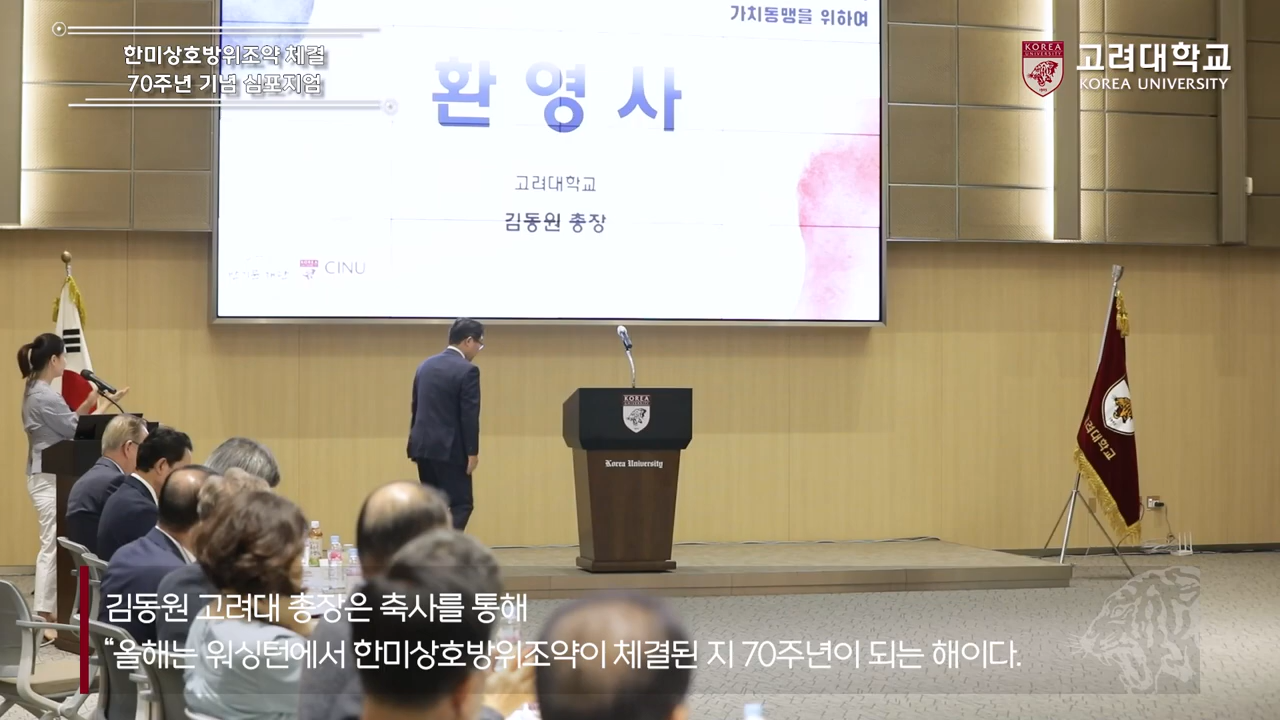 가치동맹을 위하여
한미상호방위조약 체결
70주년 기념 심포지엄
KOREA
UNIVERSITY
고려대학교
KOREA UNIVERSITY
환영사
고려대학교
김동원 총장
CINU
KOREA
UNIVERSITY
Korea University
고려대학교
김동원 고려대 총장은 축사를 통해
“올해는 워싱턴에서 한미상호방위조약이 체결된 지 70주년이 되는 해이다.